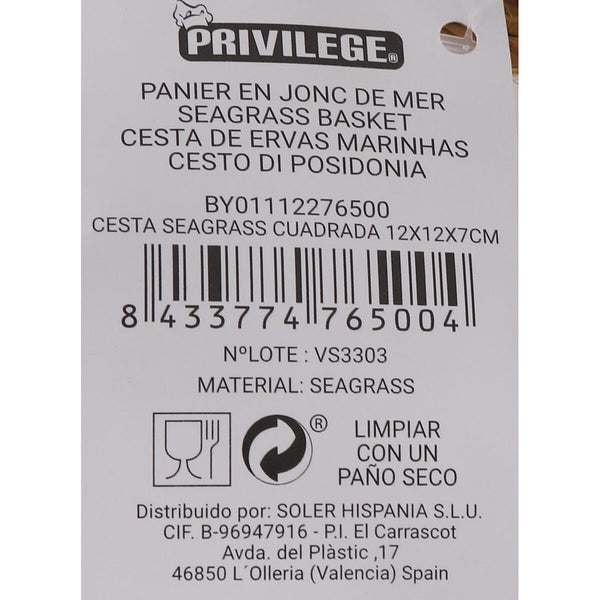 PRIVILEGE®
PANIER EN JONC DE MER
SEAGRASS BASKET
CESTA DE ERVAS MARINHAS
CESTO DI POSIDONIA
BY01112276500
CESTA SEAGRASS CUADRADA 12X12X7CM
8 433774 765004
NºLOTE : VS3303
MATERIAL: SEAGRASS
®
LIMPIAR
CON UN
PAÑO SECO
Distribuido por: SOLER HISPANIA S.L.U.
CIF. B-96947916 - P.I. El Carrascot
Avda. del Plàstic ,17
46850 L´Olleria (Valencia) Spain